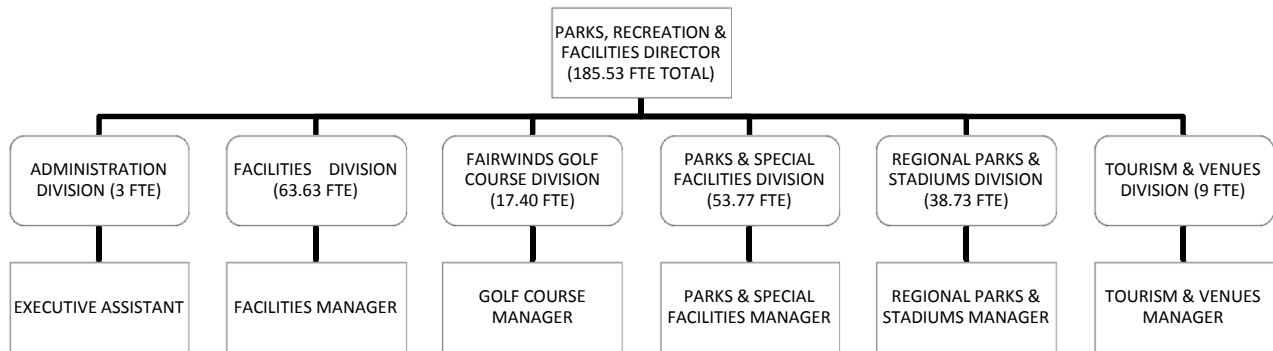 PARKS, RECREATION &
FACILITIES DIRECTOR
(185.53 FTE TOTAL)
ADMINISTRATION
DIVISION (3 FTE)
FACILITIES DIVISION
(63.63 FTE)
FAIRWINDS GOLF
COURSE DIVISION
(17.40 FTE)
PARKS & SPECIAL
FACILITIES DIVISION
(53.77 FTE)
REGIONAL PARKS &
STADIUMS DIVISION
(38.73 FTE)
TOURISM & VENUES
DIVISION (9 FTE)
EXECUTIVE ASSISTANT
FACILITIES MANAGER
GOLF COURSE
MANAGER
PARKS & SPECIAL
FACILITIES MANAGER
REGIONAL PARKS &
STADIUMS MANAGER
TOURISM & VENUES
MANAGER